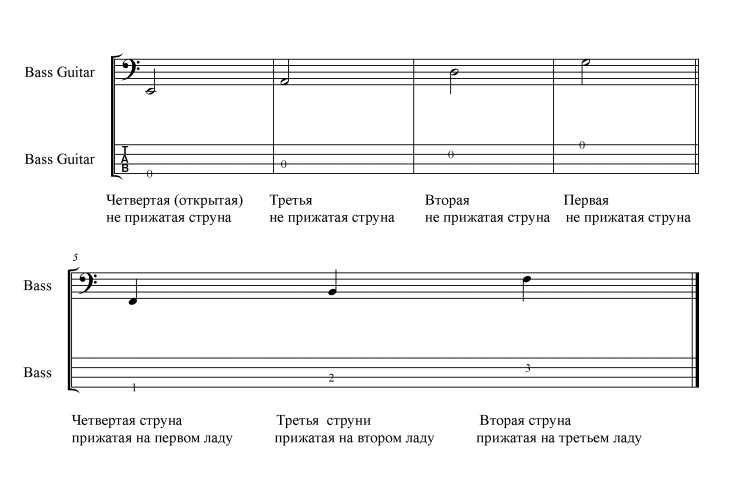 Bass Guitar
Bass Guitar
TAB
0
0
0
0
Четвертая (открытая)
не прижатая струна
Третья
не прижатая струна
Вторая
не прижатая струна
Первая
не прижатая струна
5
Bass
Bass
1
2
3
Четвертая струна
прижатая на первом ладу
Третья струни
прижатая на втором ладу
Вторая струна
прижатая на третьем ладу